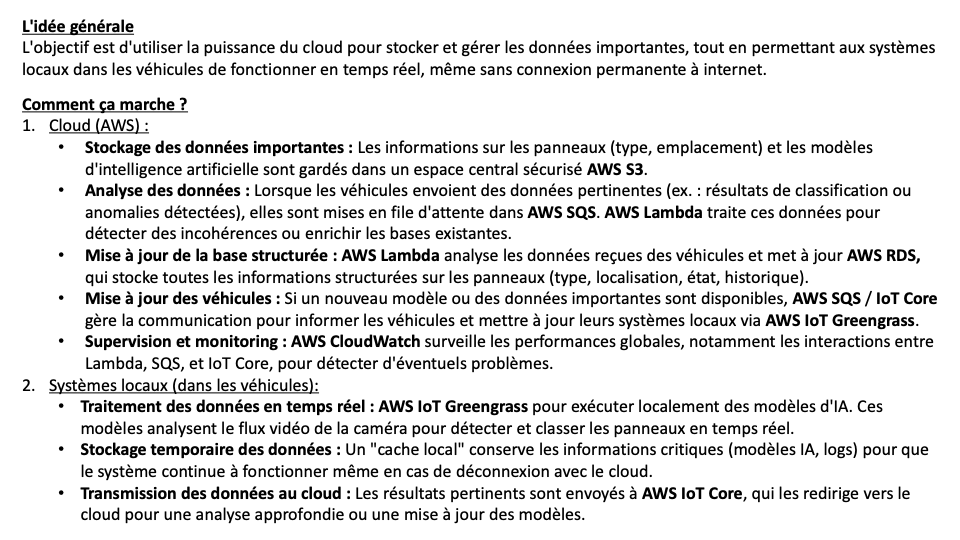 L'idée générale
L'objectif est d'utiliser la puissance du cloud pour stocker et gérer les données importantes, tout en permettant aux systèmes
locaux dans les véhicules de fonctionner en temps réel, même sans connexion permanente à internet.
Comment ça marche ?
1. Cloud (AWS) :
• Stockage des données importantes : Les informations sur les panneaux (type, emplacement) et les modèles
d'intelligence artificielle sont gardés dans un espace central sécurisé AWS S3.
• Analyse des données : Lorsque les véhicules envoient des données pertinentes (ex. : résultats de classification ou
anomalies détectées), elles sont mises en file d'attente dans AWS SQS. AWS Lambda traite ces données pour
détecter des incohérences ou enrichir les bases existantes.
• Mise à jour de la base structurée : AWS Lambda analyse les données reçues des véhicules et met à jour AWS RDS,
qui stocke toutes les informations structurées sur les panneaux (type, localisation, état, historique).
• Mise à jour des véhicules : Si un nouveau modèle ou des données importantes sont disponibles, AWS SQS / IoT Core
gère la communication pour informer les véhicules et mettre à jour leurs systèmes locaux via AWS IoT Greengrass.
• Supervision et monitoring : AWS CloudWatch surveille les performances globales, notamment les interactions entre
Lambda, SQS, et IoT Core, pour détecter d'éventuels problèmes.
2. Systèmes locaux (dans les véhicules):
• Traitement des données en temps réel : AWS IoT Greengrass pour exécuter localement des modèles d'IA. Ces
modèles analysent le flux vidéo de la caméra pour détecter et classer les panneaux en temps réel.
• Stockage temporaire des données : Un "cache local" conserve les informations critiques (modèles IA, logs) pour que
le système continue à fonctionner même en cas de déconnexion avec le cloud.
• Transmission des données au cloud : Les résultats pertinents sont envoyés à AWS IoT Core, qui les redirige vers le
cloud pour une analyse approfondie ou une mise à jour des modèles.